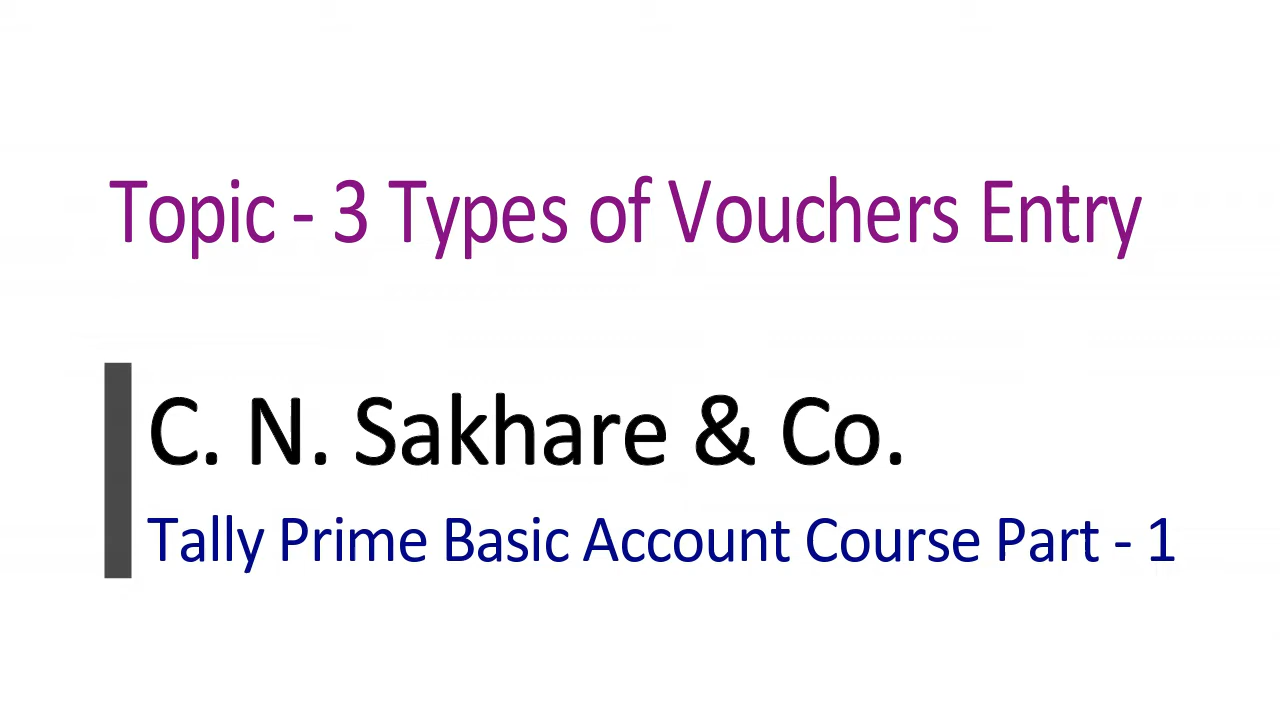 Topic - 3 Types of Vouchers Entry
C. N. Sakhare & Co.
Tally Prime Basic Account Course Part - 1